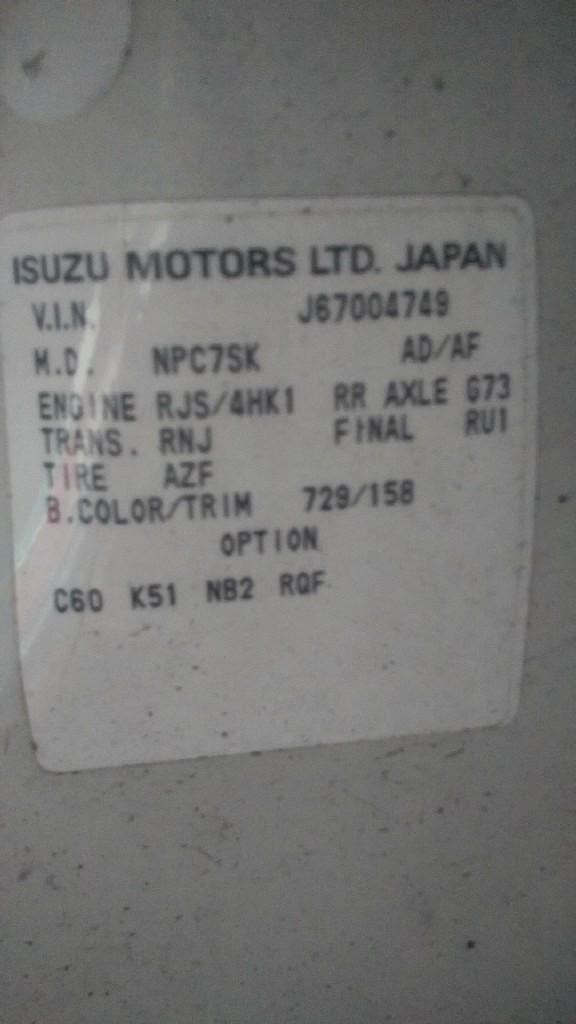 ISUZU MOTORS LTD. JAPAN
V.I.N. J67004749
M.D. NPC7SK AD/AF
ENGINE RJS/4HK1 RR AXLE G73
TRANS. RNJ FINAL RU1
TIRE AZF
B.COLOR/TRIM 729/158
OPTION
C60 K51 NB2 RQF